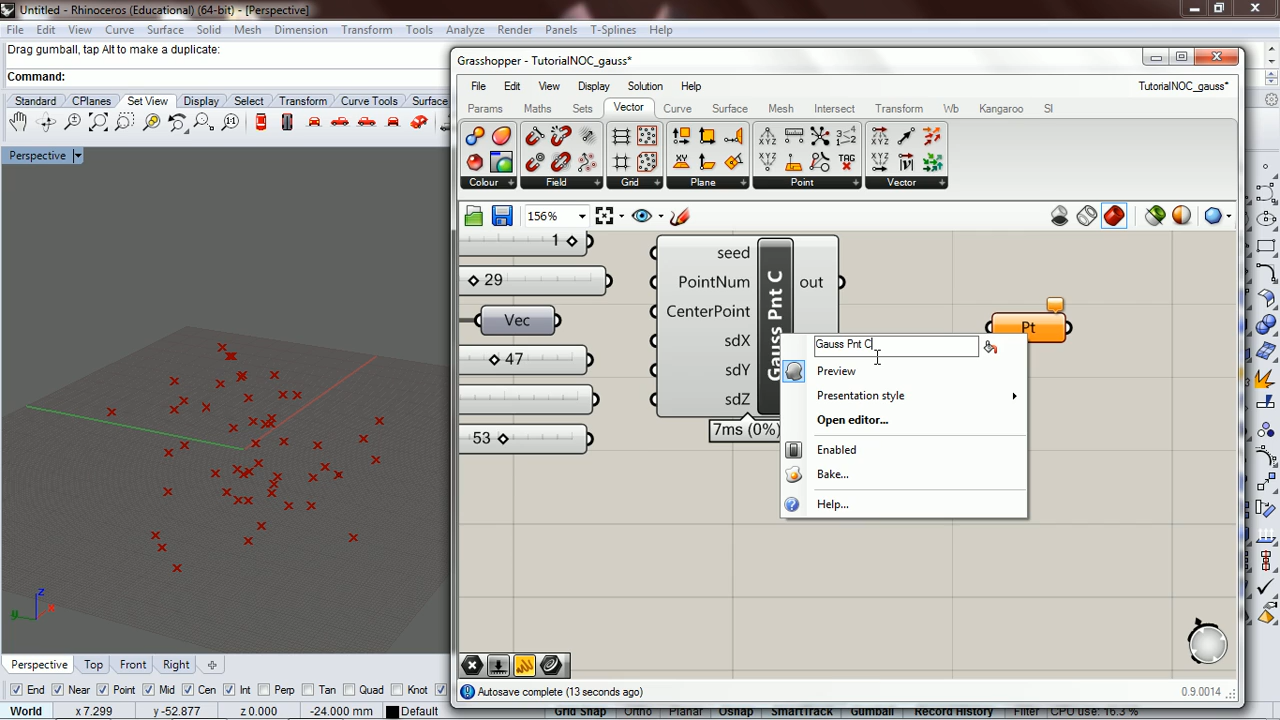 Untitled - Rhinoceros (Educational) (64-bit) - [Perspective]
File Edit View Curve Surface Solid Mesh Dimension Transform Tools Analyze Render Panels T-Splines Help
Drag gumball, tap Alt to make a duplicate:
Command:
Standard CPlanes Set View Display Select Transform Curve Tools Surface
Perspective
Grasshopper - TutorialNOC_gauss*
File Edit View Display Solution Help TutorialNOC_gauss*
Params Maths Sets Vector Curve Surface Mesh Intersect Transform Wb Kangaroo SI
Colour Field Grid Plane Point Vector
156%
1
29
Vec
47
53
seed
PointNum
CenterPoint
sdX
sdY
sdZ
Gauss Pnt C
out
7ms (0%)
Pt
Gauss Pnt C
Preview
Presentation style
Open editor...
Enabled
Bake...
Help...
Autosave complete (13 seconds ago) 0.9.0014
z
y x
Perspective Top Front Right
End Near Point Mid Cen Int Perp Tan Quad Knot
World x 7.299 y -52.877 z 0.000 -24.000 mm Default Grid Snap Ortho Planar Osnap SmartTrack Gumball Record History Filter CPU use: 16.3 %